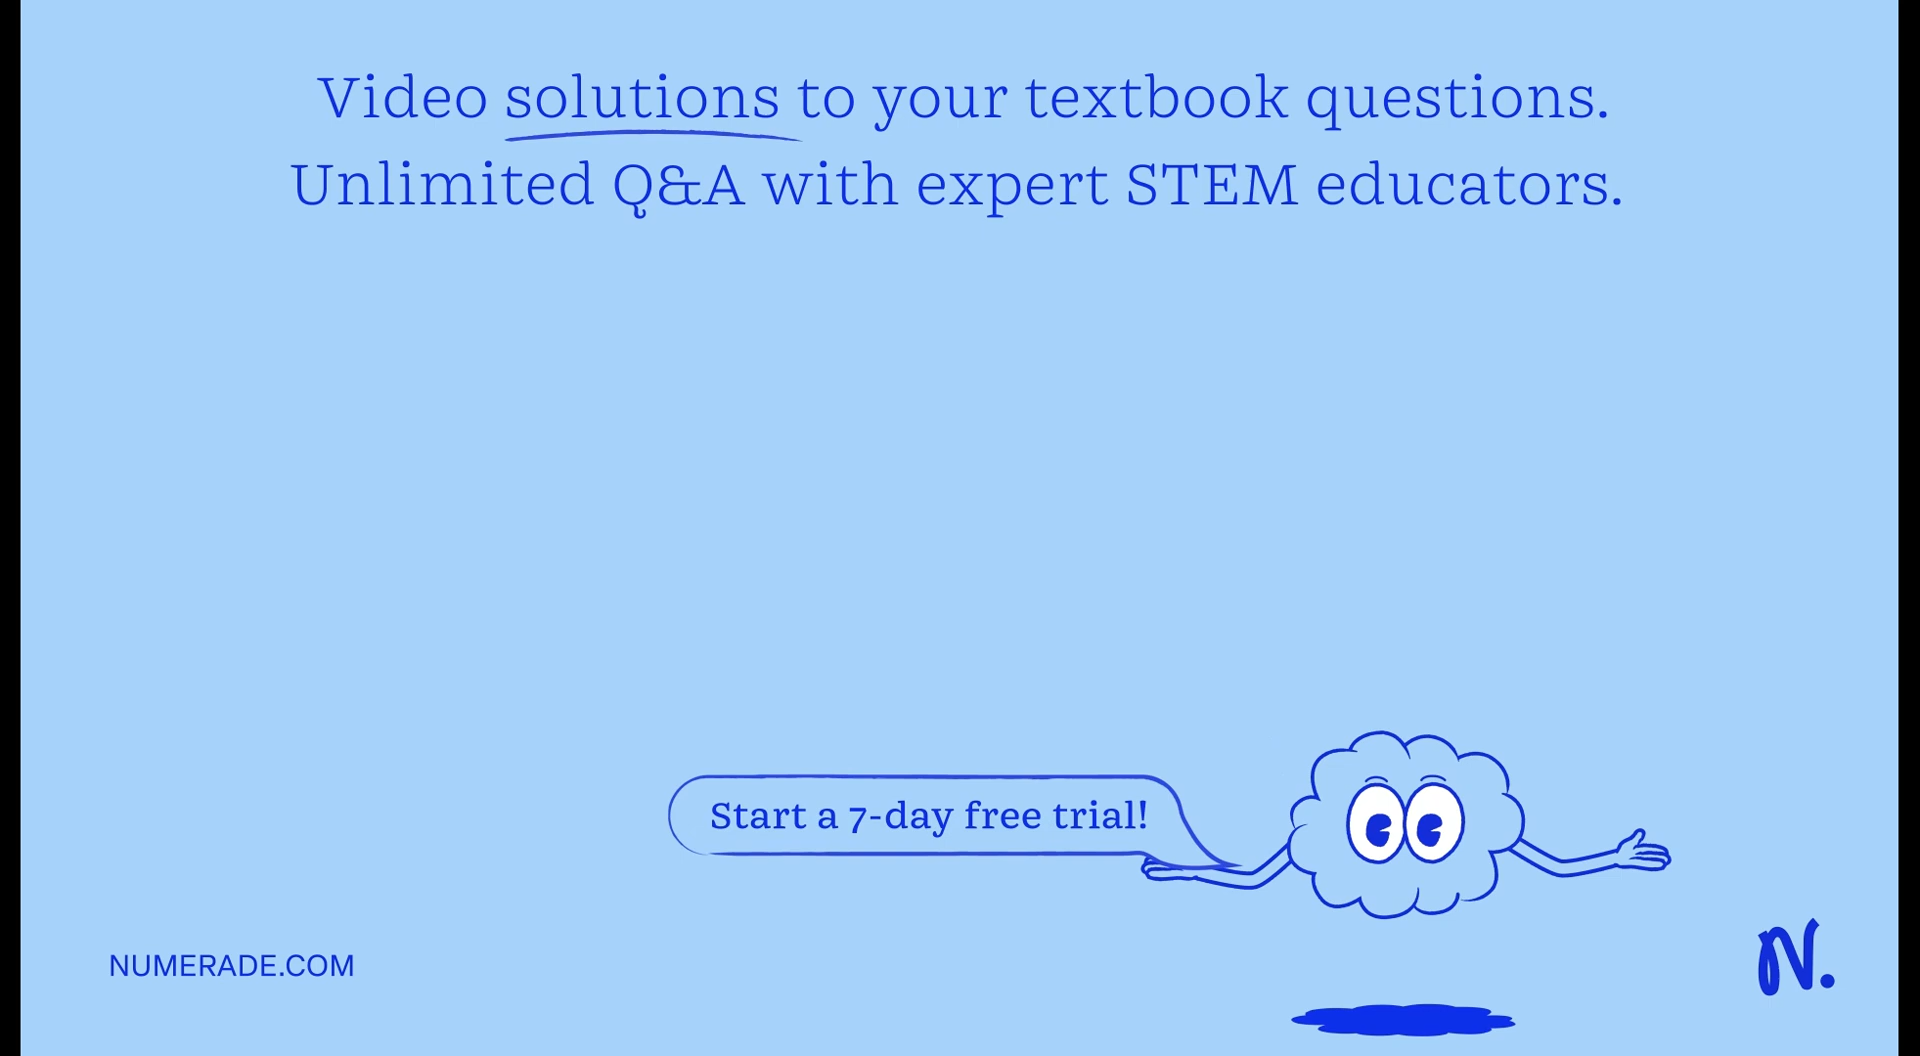 Video solutions to your textbook questions.
Unlimited Q&A with expert STEM educators.
Start a 7-day free trial!
NUMERADE.COM
N.